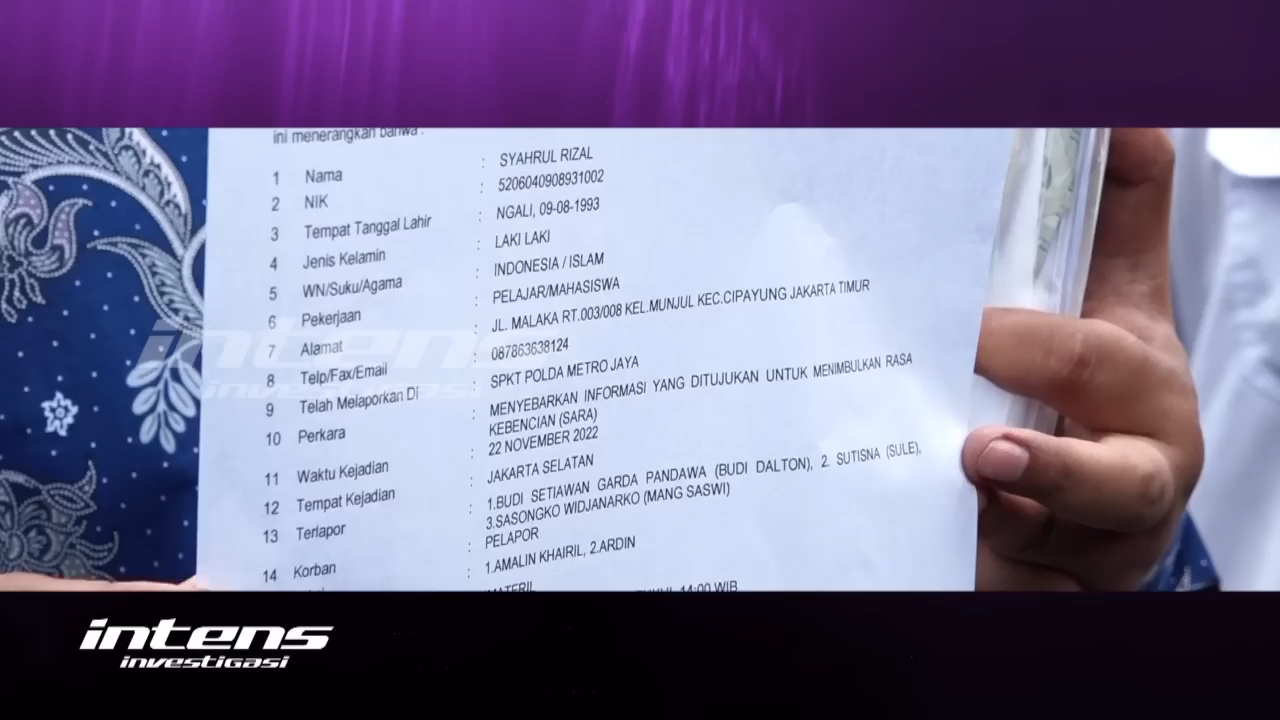 ini menerangkan bahwa :
1 Nama : SYAHRUL RIZAL
2 NIK : 5206040908931002
3 Tempat Tanggal Lahir : NGALI, 09-08-1993
4 Jenis Kelamin : LAKI LAKI
5 WN/Suku/Agama : INDONESIA / ISLAM
6 Pekerjaan : PELAJAR/MAHASISWA
7 Alamat : JL. MALAKA RT.003/008 KEL.MUNJUL KEC.CIPAYUNG JAKARTA TIMUR
8 Telp/Fax/Email : 087863638124
9 Telah Melaporkan Di : SPKT POLDA METRO JAYA
10 Perkara : MENYEBARKAN INFORMASI YANG DITUJUKAN UNTUK MENIMBULKAN RASA
KEBENCIAN (SARA)
11 Waktu Kejadian : 22 NOVEMBER 2022
12 Tempat Kejadian : JAKARTA SELATAN
13 Terlapor : 1.BUDI SETIAWAN GARDA PANDAWA (BUDI DALTON), 2. SUTISNA (SULE),
3.SASONGKO WIDJANARKO (MANG SASWI)
14 Korban : PELAPOR
: 1.AMALIN KHAIRIL, 2.ARDIN
MATERIL
14:00 WIB
intens
investigasi
intens
investigasi